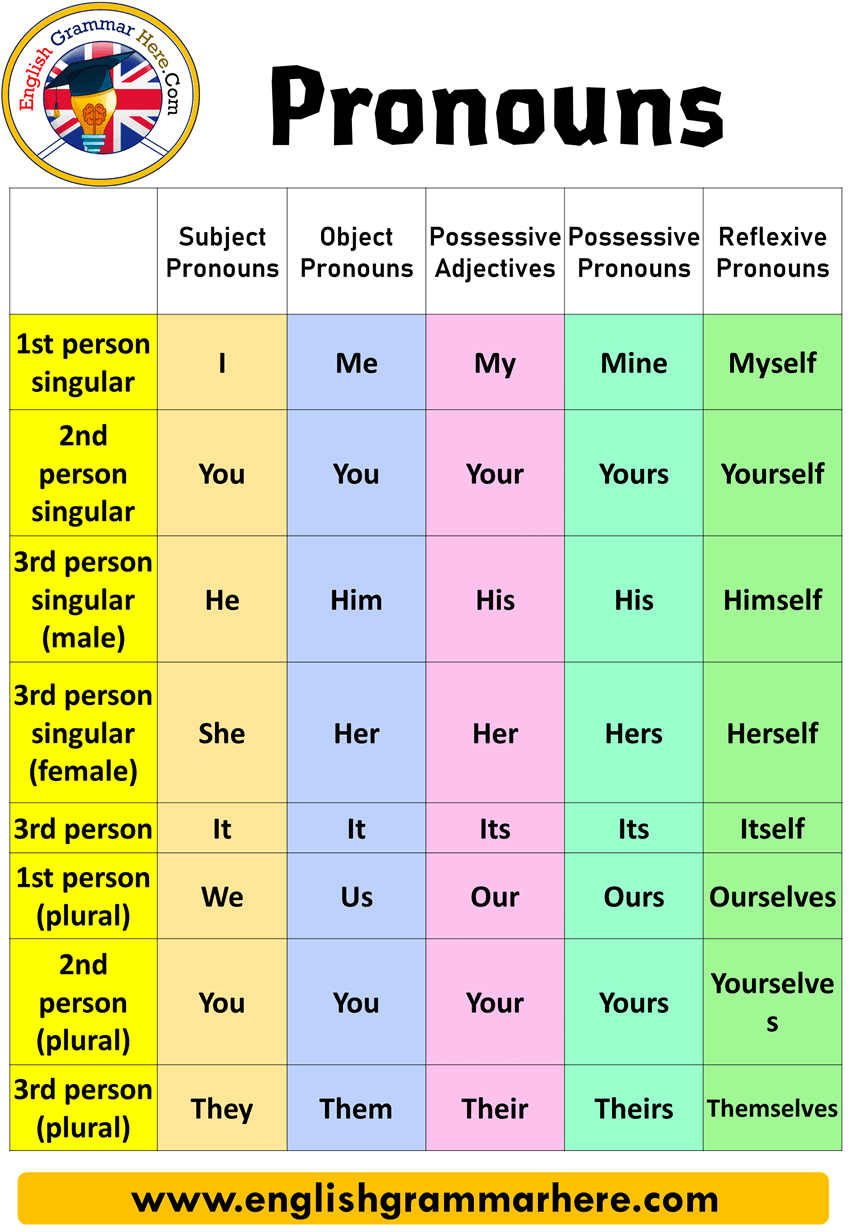 English Grammar Here.Com
Pronouns
Subject Pronouns Object Pronouns Possessive Adjectives Possessive Pronouns Reflexive Pronouns
1st person singular I Me My Mine Myself
2nd person singular You You Your Yours Yourself
3rd person singular (male) He Him His His Himself
3rd person singular (female) She Her Her Hers Herself
3rd person It It Its Its Itself
1st person (plural) We Us Our Ours Ourselves
2nd person (plural) You You Your Yours Yourselves
3rd person (plural) They Them Their Theirs Themselves
www.englishgrammarhere.com